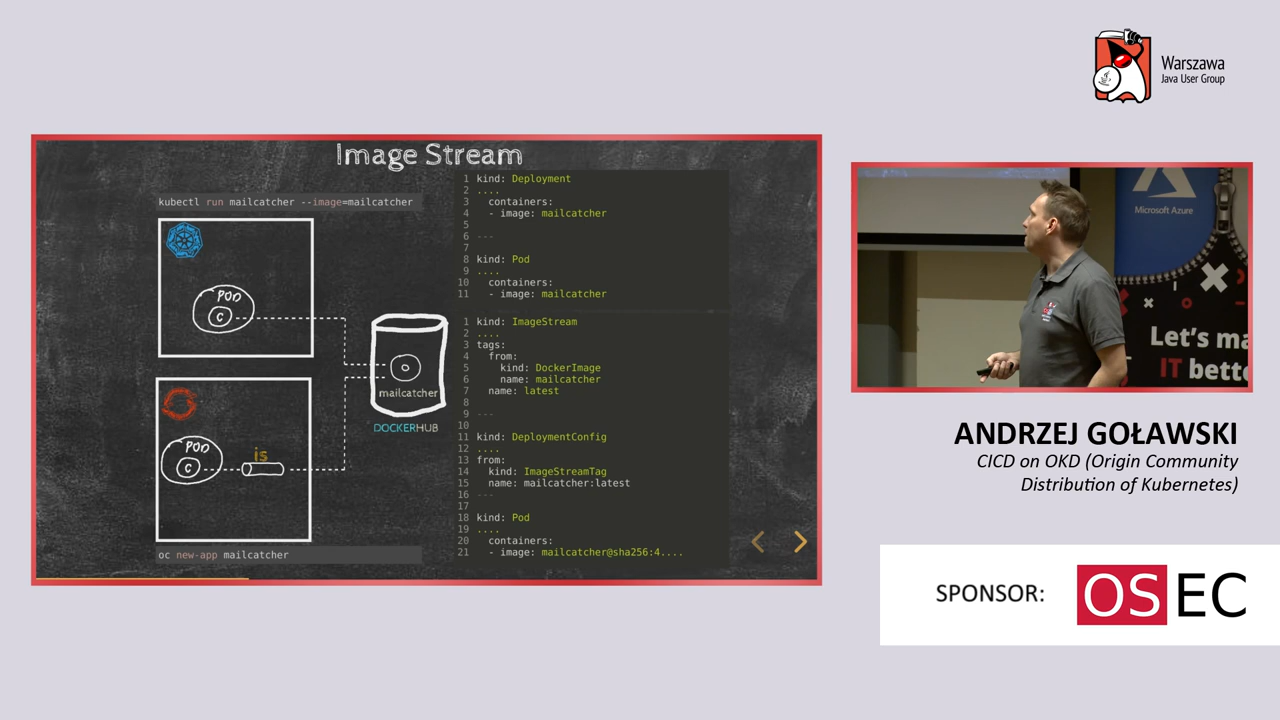 Warszawa
Java User Group
Image Stream
kubectl run mailcatcher --image=mailcatcher
POD
C
mailcatcher
DOCKERHUB
POD
C
is
oc new-app mailcatcher
1 kind: Deployment
2 ....
3 containers:
4 - image: mailcatcher
5
6 ---
7
8 kind: Pod
9 ....
10 containers:
11 - image: mailcatcher
1 kind: ImageStream
2 ....
3 tags:
4 from:
5 kind: DockerImage
6 name: mailcatcher
7 name: latest
8
9 ---
10
11 kind: DeploymentConfig
12 ....
13 from:
14 kind: ImageStreamTag
15 name: mailcatcher:latest
16 ---
17
18 kind: Pod
19 ....
20 containers:
21 - image: mailcatcher@sha256:4....
Microsoft Azure
Let's ma
IT bette
ANDRZEJ GOŁAWSKI
CICD on OKD (Origin Community
Distribution of Kubernetes)
SPONSOR:
OSEC